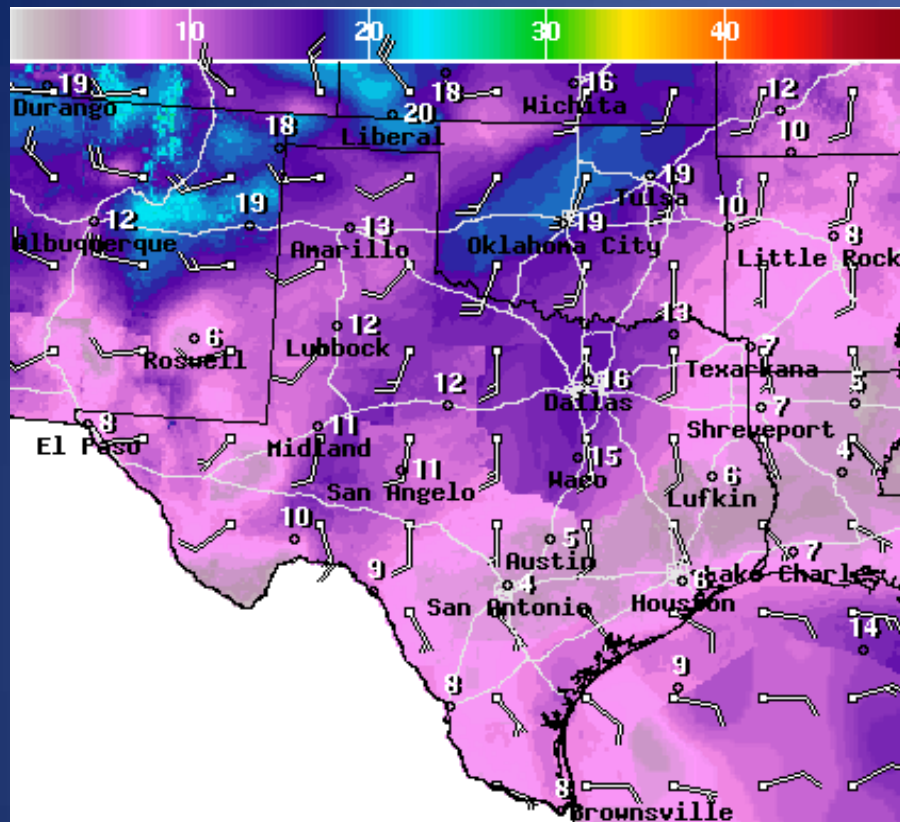 10 20 30 40
19 18 16 12
Durango Wichita
20
Liberal
18 10
19
Tulsa
12 19 13 19 10 8
Albuquerque Amarillo Oklahoma City Little Rock
6 12 13 7
Roswell Lubbock Texarkana
12 16 7 5
Dallas
8 11 Shreveport
El Paso Midland
11 15 6 4
San Angelo Waco Lufkin
10 5 7
Austin
9 4 6 Lake Charles
San Antonio Houston
14
9
8
8
Brownsville